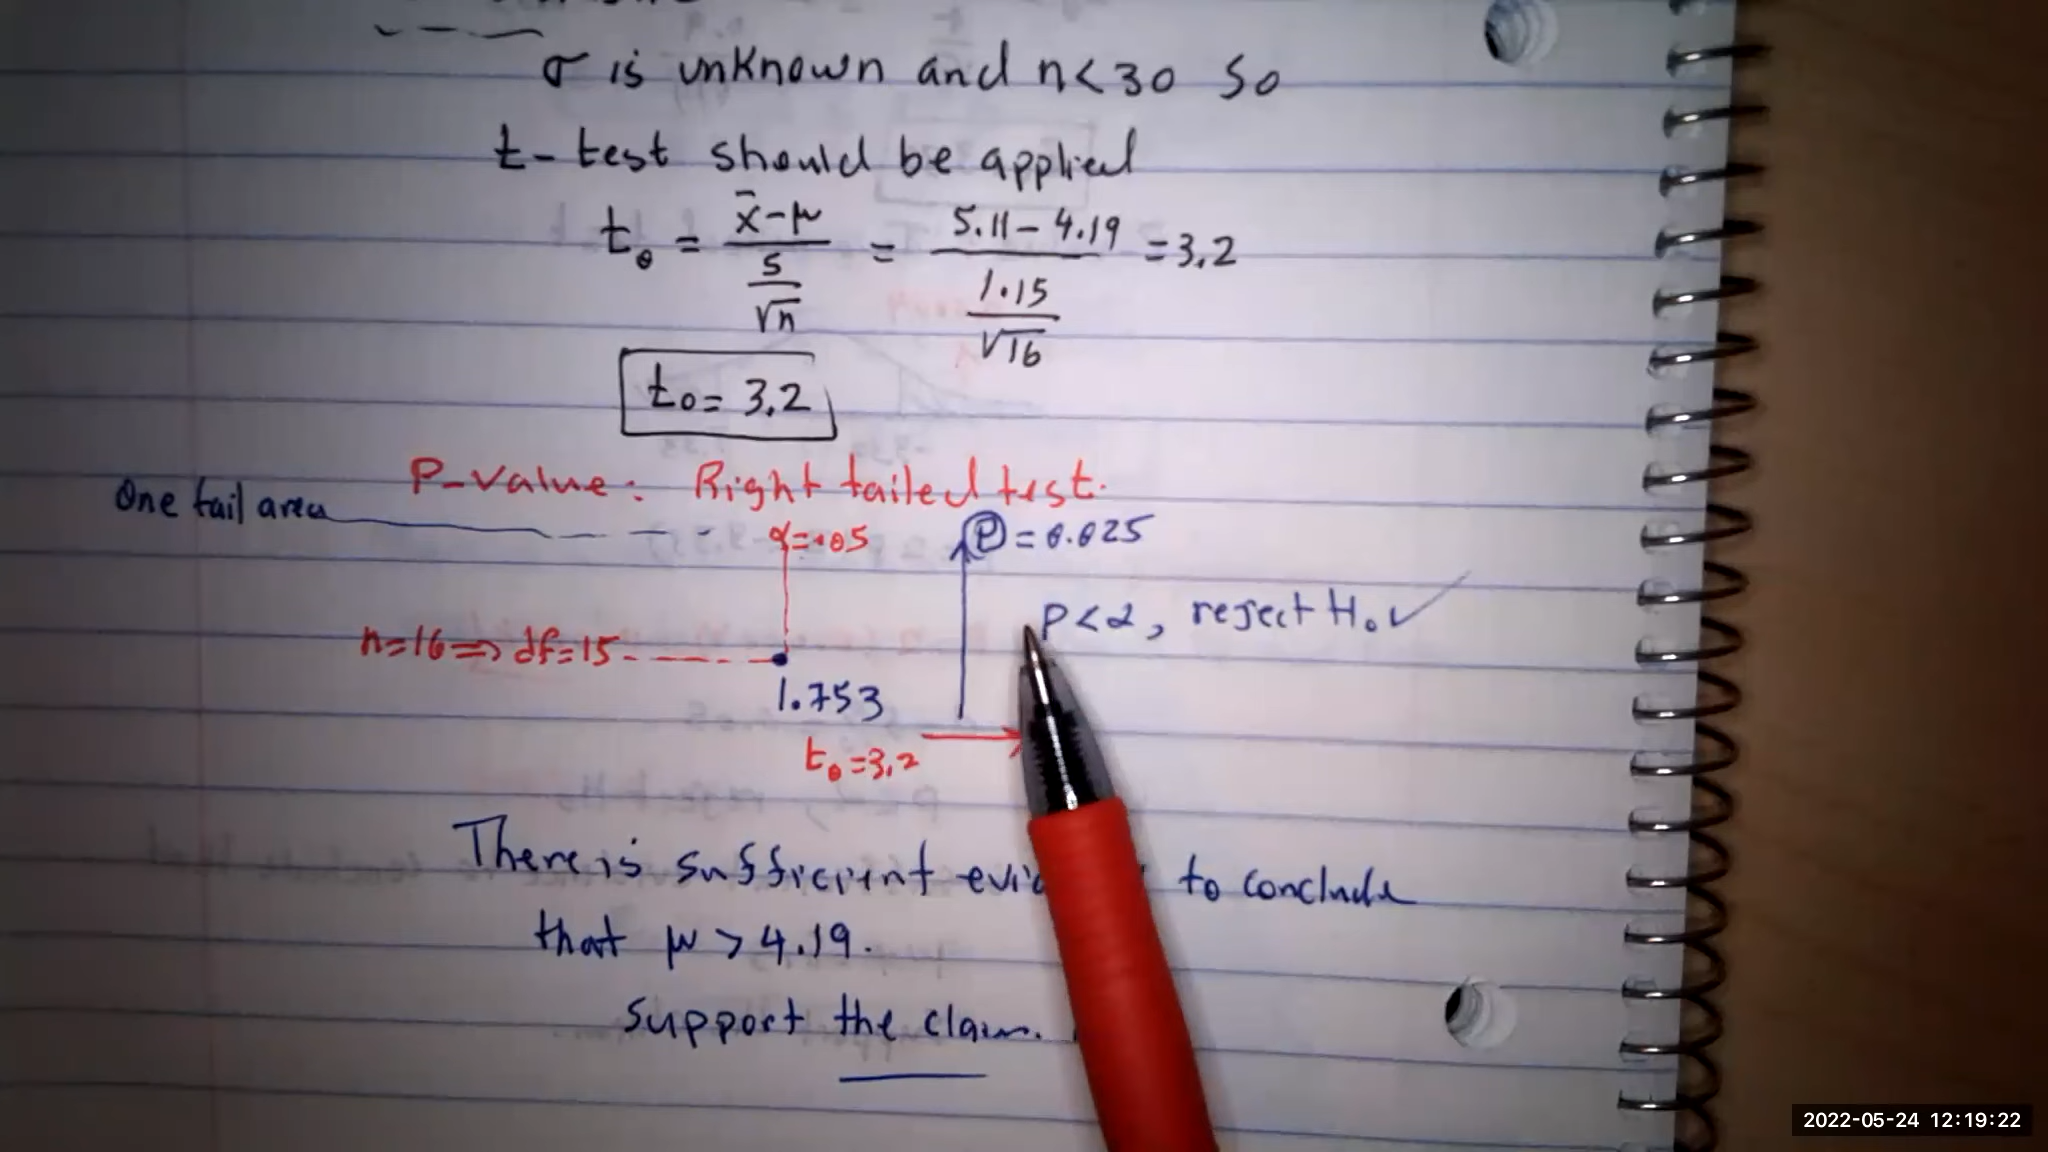 σ is unknown and n<30 So
t-test should be applied
t₀ = (x̄-μ)/(s/√n) = (5.11-4.19)/(1.15/√16) = 3.2
t₀ = 3.2
P-value: Right tailed test.
One tail area α=.05 P = 0.025
P<α, reject H₀ ✓
n=16 => df=15
1.753
t₀=3.2
There is sufficient to conclude
that μ > 4.19.
support the claim.
2022-05-24 12:19:22